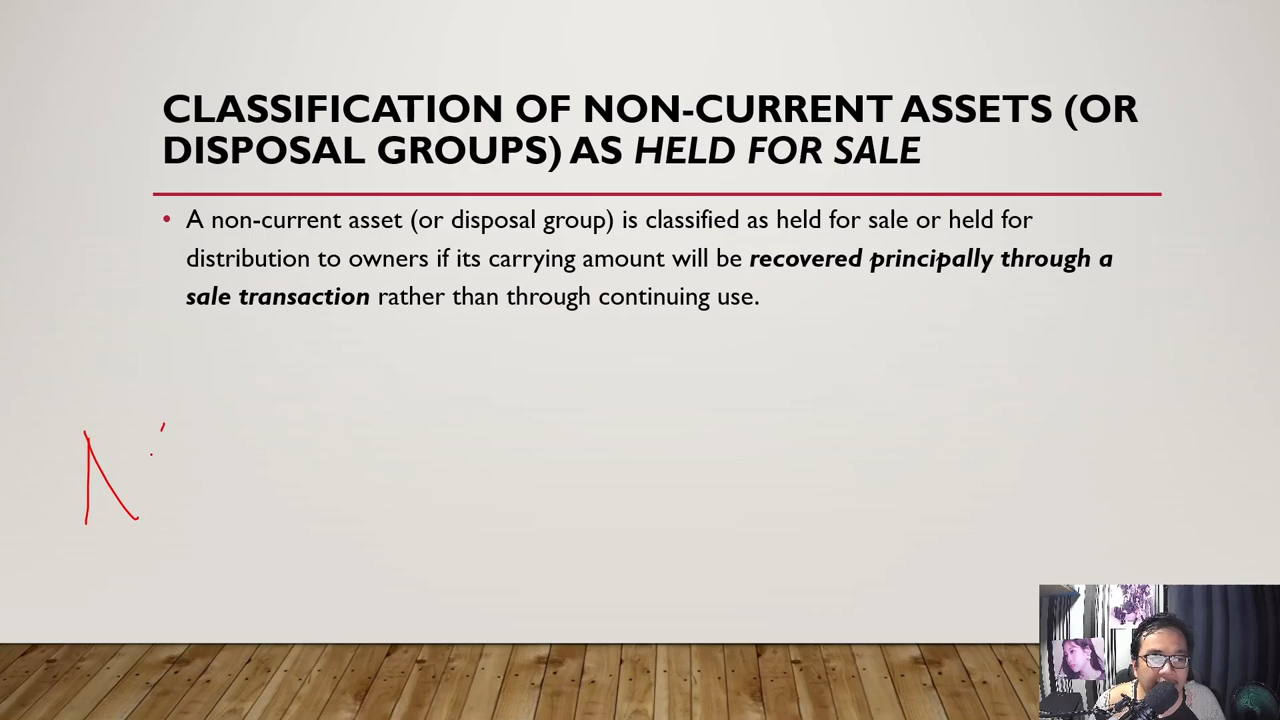 CLASSIFICATION OF NON-CURRENT ASSETS (OR
DISPOSAL GROUPS) AS HELD FOR SALE
• A non-current asset (or disposal group) is classified as held for sale or held for
distribution to owners if its carrying amount will be recovered principally through a
sale transaction rather than through continuing use.